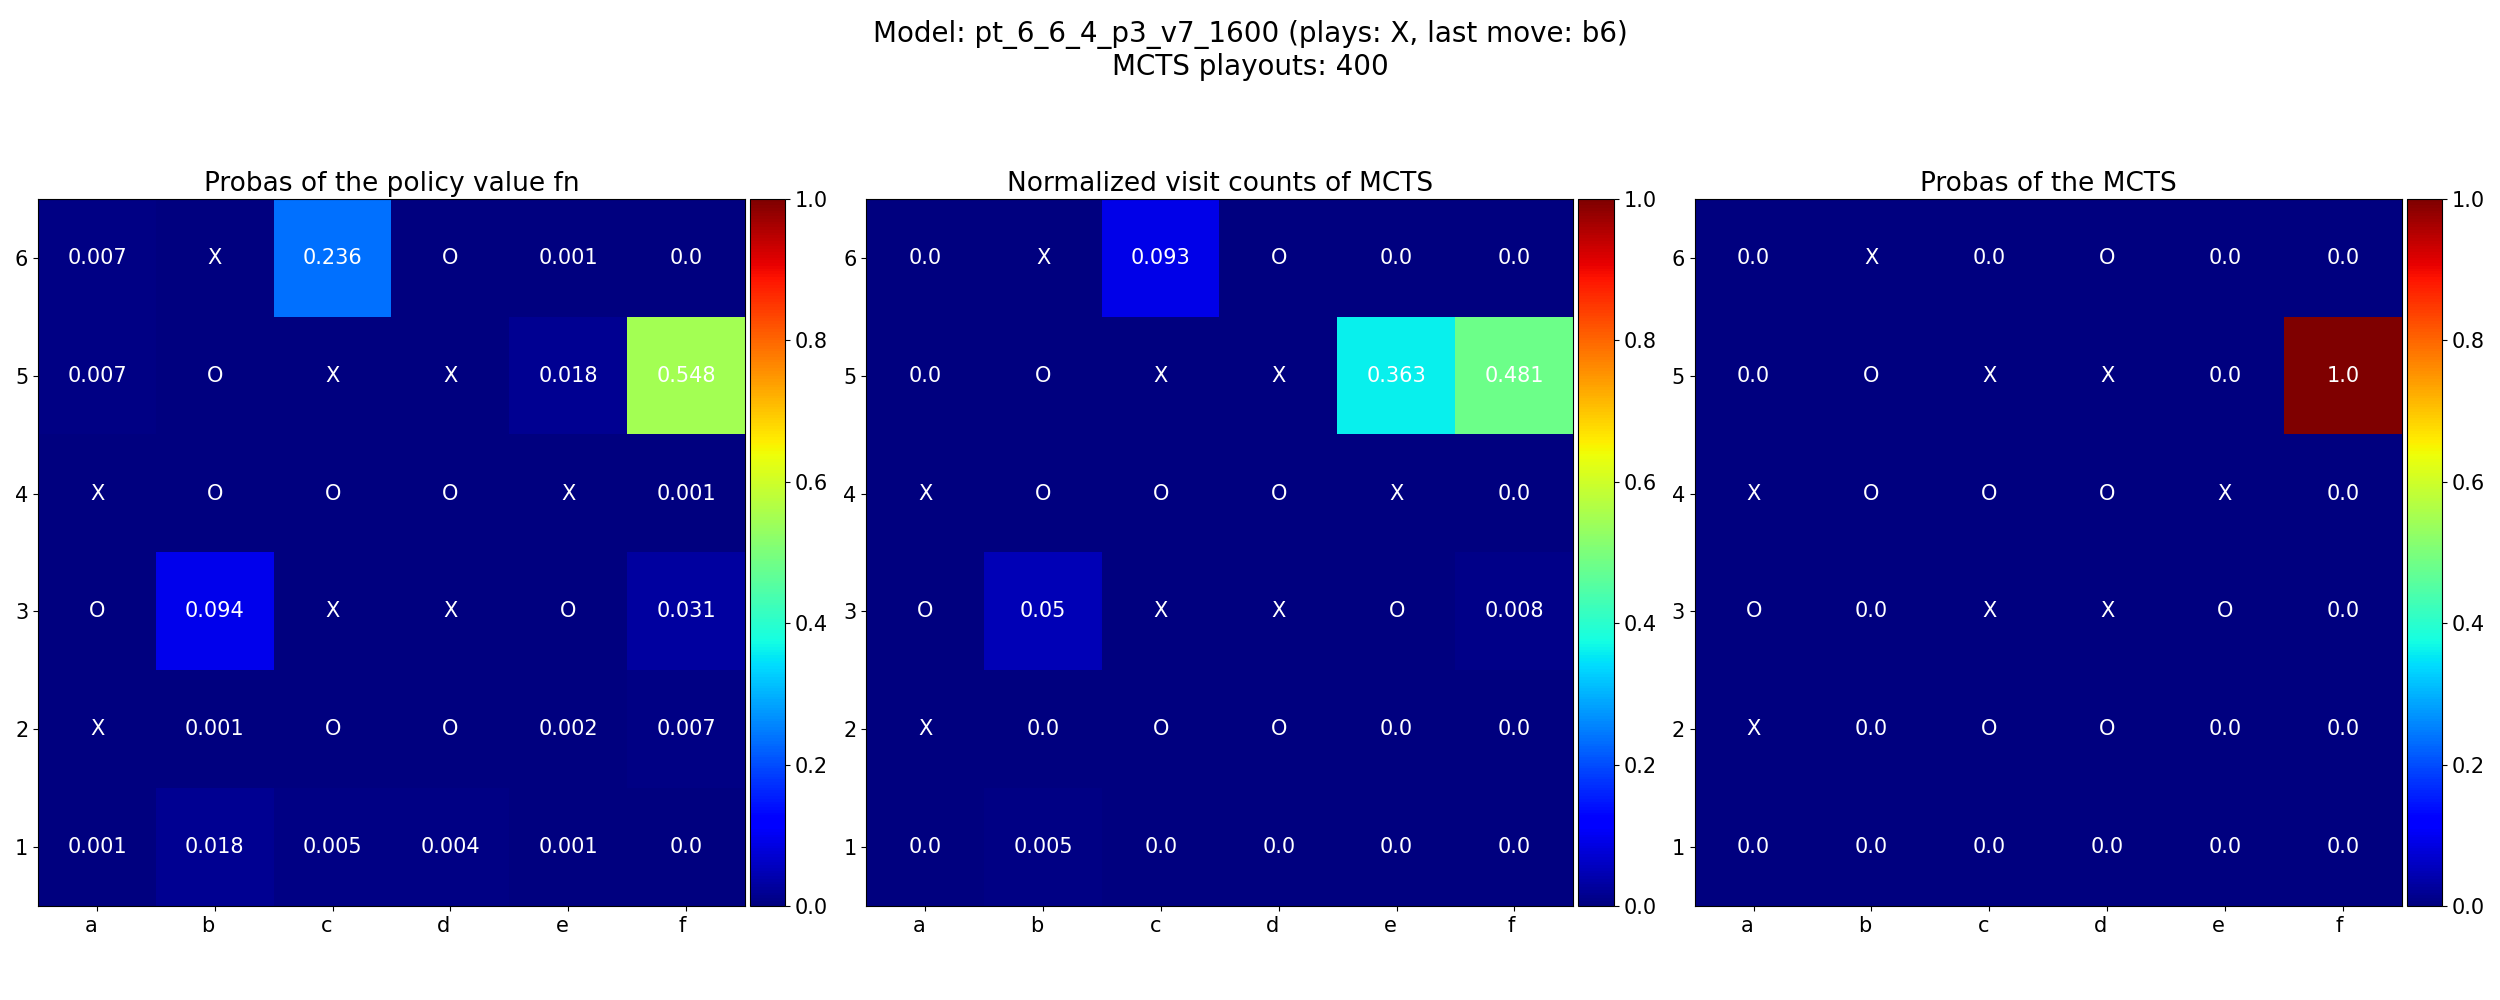 Model: pt_6_6_4_p3_v7_1600 (plays: X, last move: b6)
MCTS playouts: 400
Probas of the policy value fn
1.0
6 0.007 X 0.236 O 0.001 0.0
0.8
5 0.007 O X X 0.018 0.548
0.6
4 X O O O X 0.001
0.4
3 O 0.094 X X O 0.031
2 X 0.001 O O 0.002 0.007
0.2
1 0.001 0.018 0.005 0.004 0.001 0.0
0.0
a b c d e f
Normalized visit counts of MCTS
1.0
6 0.0 X 0.093 O 0.0 0.0
0.8
5 0.0 O X X 0.363 0.481
0.6
4 X O O O X 0.0
0.4
3 O 0.05 X X O 0.008
2 X 0.0 O O 0.0 0.0
0.2
1 0.0 0.005 0.0 0.0 0.0 0.0
0.0
a b c d e f
Probas of the MCTS
1.0
6 0.0 X 0.0 O 0.0 0.0
0.8
5 0.0 O X X 0.0 1.0
0.6
4 X O O O X 0.0
0.4
3 O 0.0 X X O 0.0
2 X 0.0 O O 0.0 0.0
0.2
1 0.0 0.0 0.0 0.0 0.0 0.0
0.0
a b c d e f